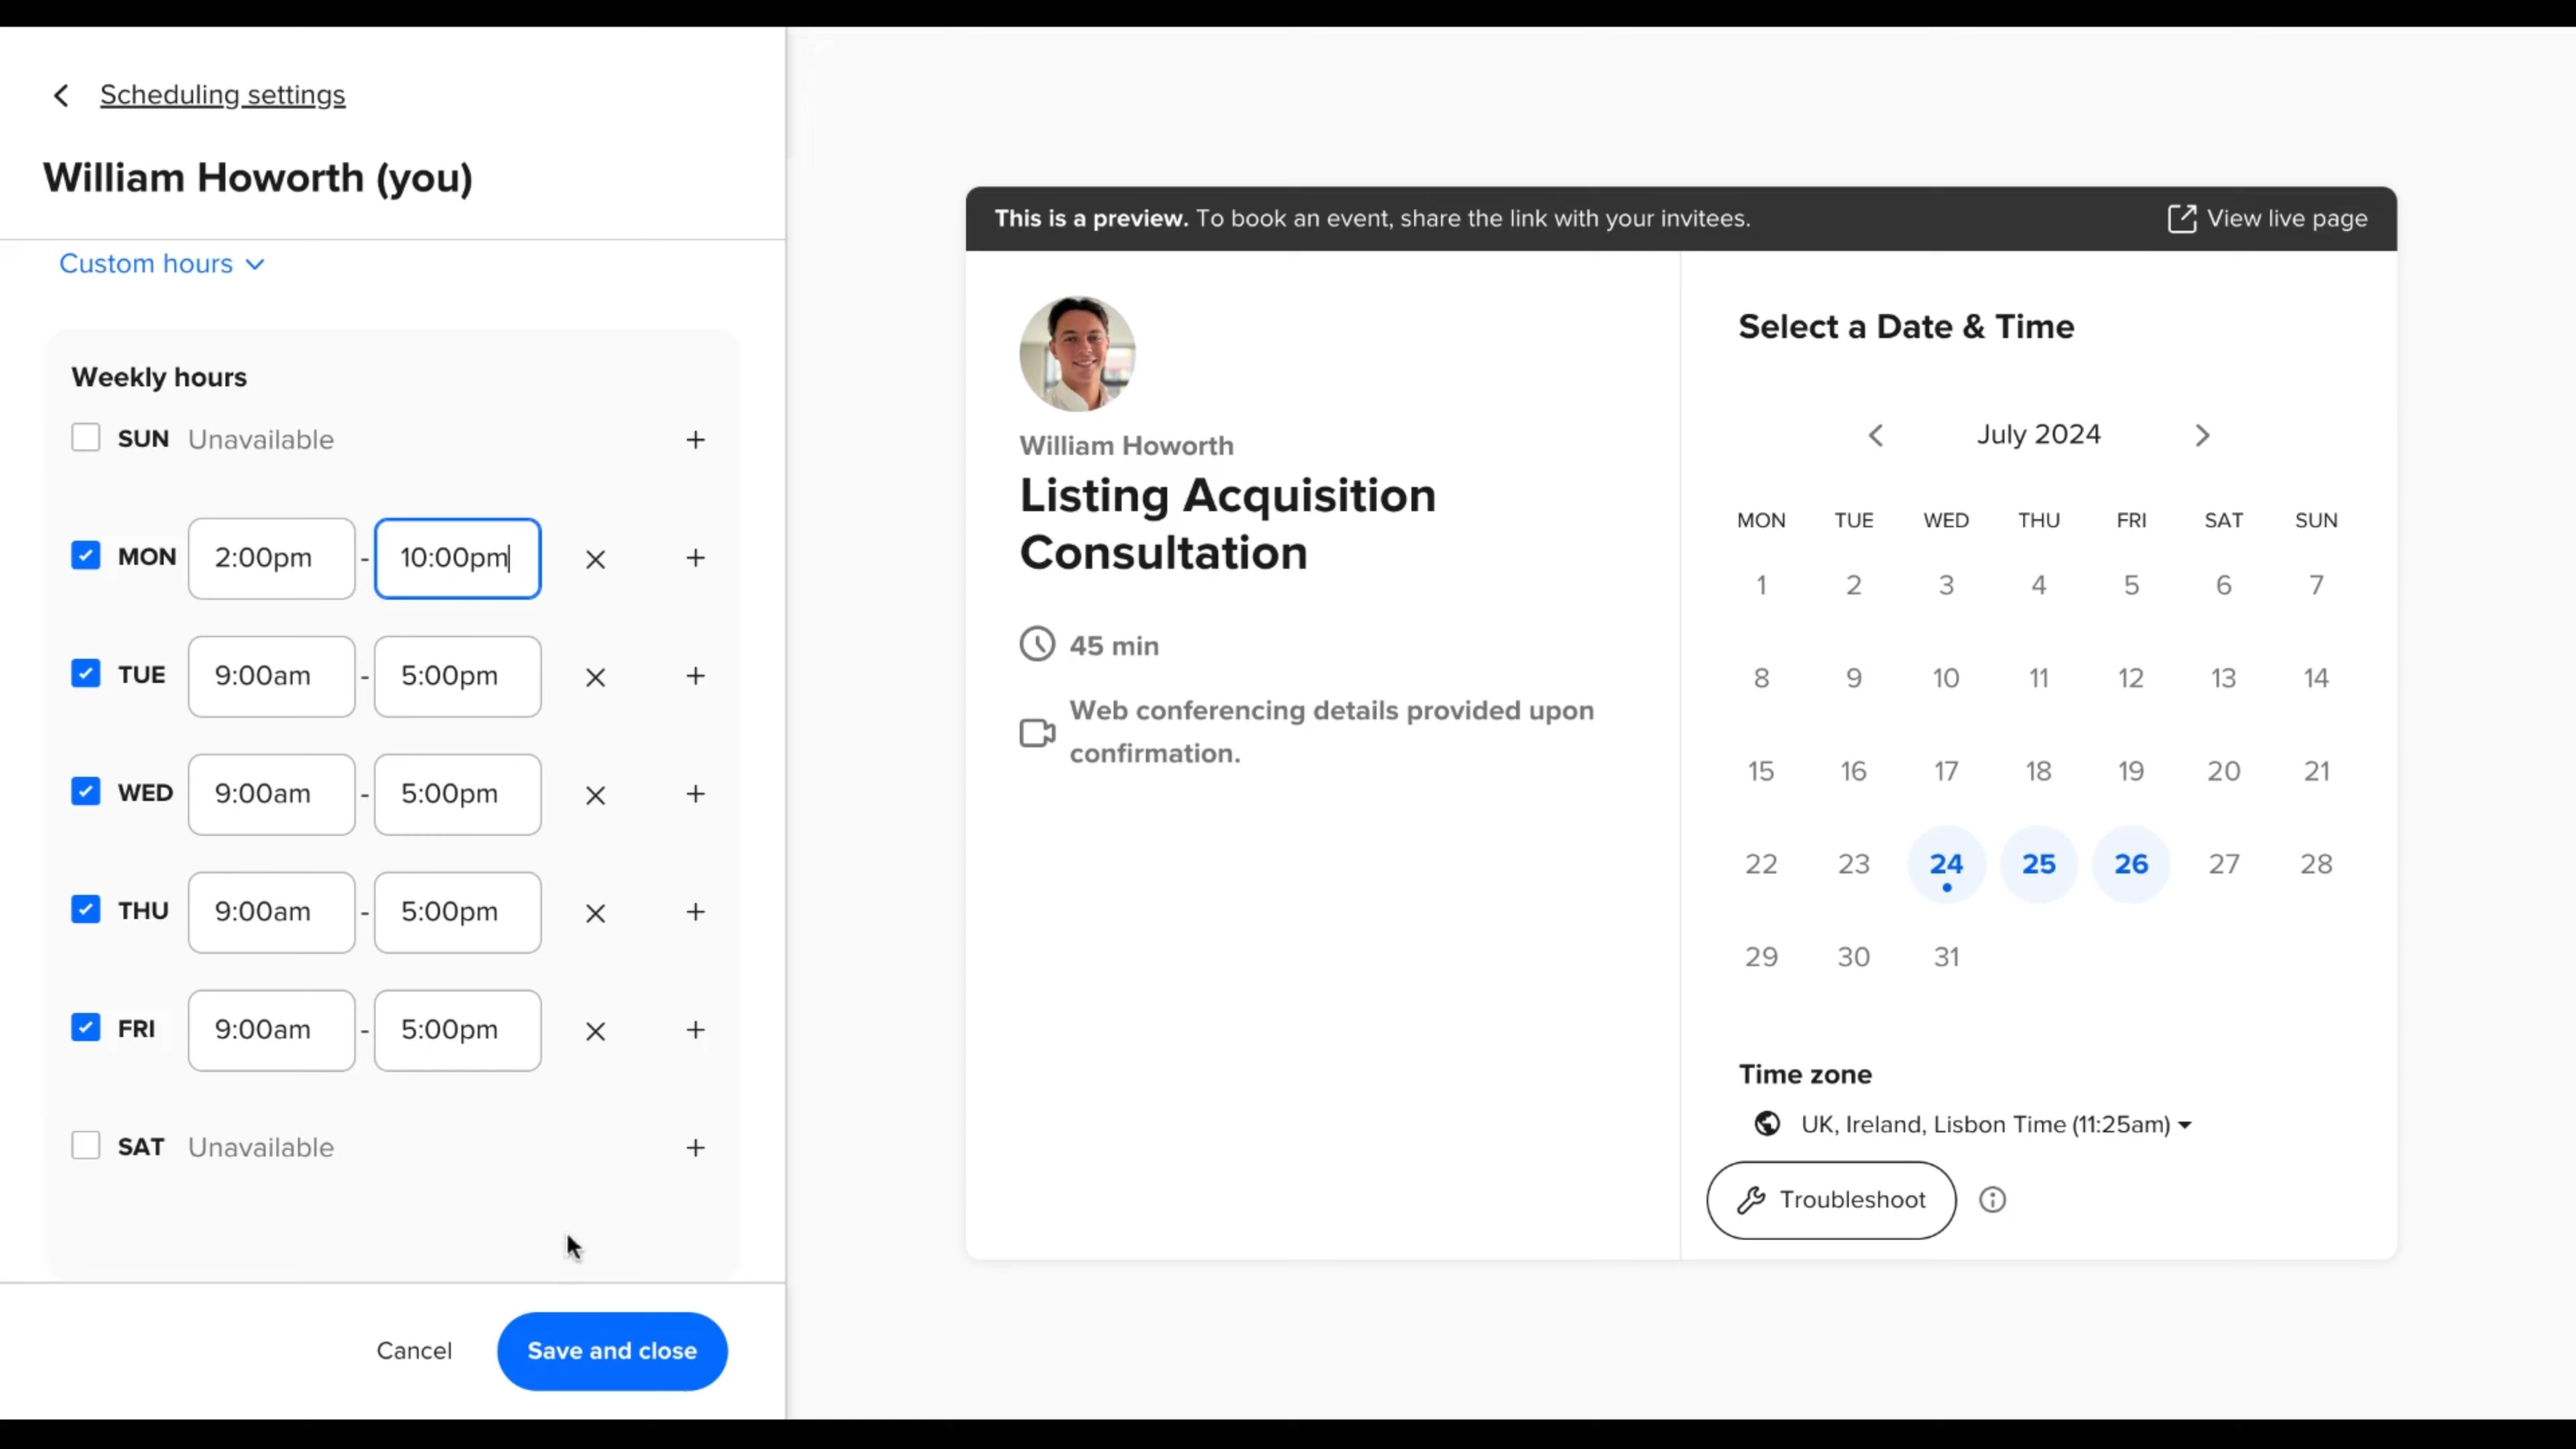 Scheduling settings
William Howorth (you)
Custom hours
Weekly hours
SUN Unavailable
MON 2:00pm - 10:00pm
TUE 9:00am - 5:00pm
WED 9:00am - 5:00pm
THU 9:00am - 5:00pm
FRI 9:00am - 5:00pm
SAT Unavailable
Cancel Save and close
This is a preview. To book an event, share the link with your invitees. View live page
William Howorth
Listing Acquisition
Consultation
45 min
Web conferencing details provided upon
confirmation.
Select a Date & Time
July 2024
MON TUE WED THU FRI SAT SUN
1 2 3 4 5 6 7
8 9 10 11 12 13 14
15 16 17 18 19 20 21
22 23 24 25 26 27 28
29 30 31
Time zone
UK, Ireland, Lisbon Time (11:25am)
Troubleshoot